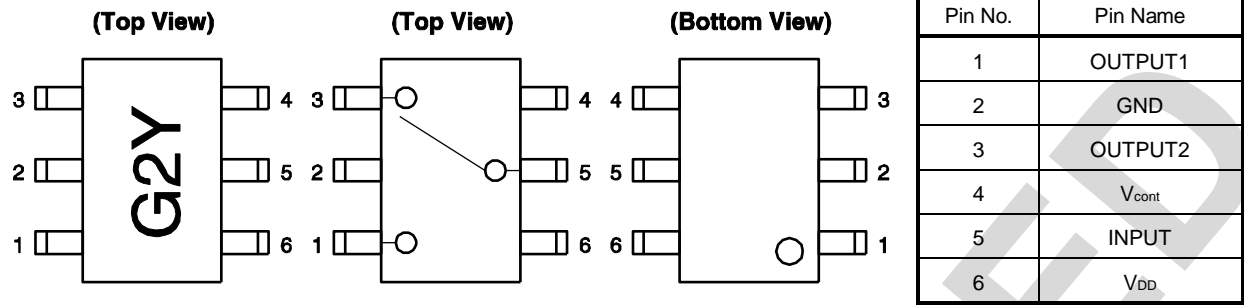 (Top View) (Top View) (Bottom View)
3 4 3 4 4 3
2 5 2 5 5 2
1 6 1 6 6 1
G2Y
Pin No. Pin Name
1 OUTPUT1
2 GND
3 OUTPUT2
4 Vcont
5 INPUT
6 VDD